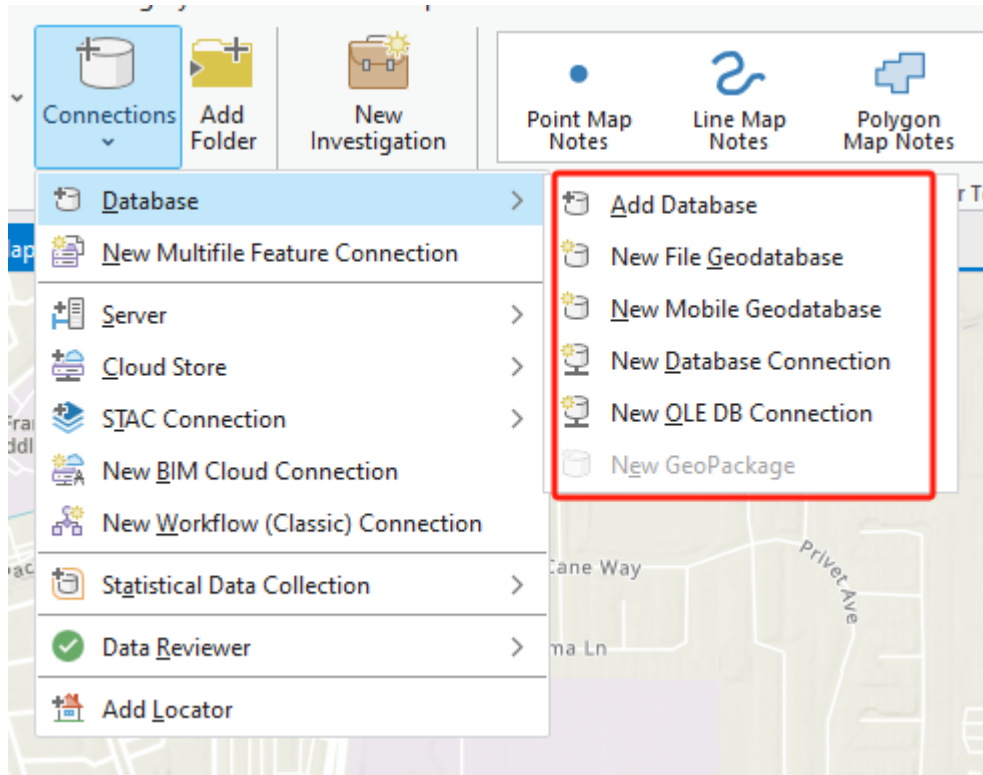 Connections
Add
Folder
New
Investigation
Point Map
Notes
Line Map
Notes
Polygon
Map Notes
Database
New Multifile Feature Connection
Server
Cloud Store
STAC Connection
New BIM Cloud Connection
New Workflow (Classic) Connection
Statistical Data Collection
Data Reviewer
Add Locator
Add Database
New File Geodatabase
New Mobile Geodatabase
New Database Connection
New OLE DB Connection
New GeoPackage
Cane Way
Privet Ave
ma Ln